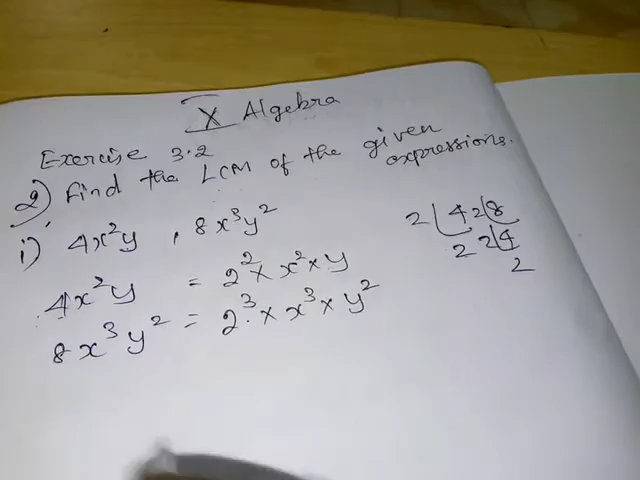 X Algebra
Exercise 3.2
2) Find the LCM of the given expressions.
i) 4x²y , 8x³y²
4x²y = 2² × x² × y
8x³y² = 2³ × x³ × y²
2 4 2 8
2 2 4
2